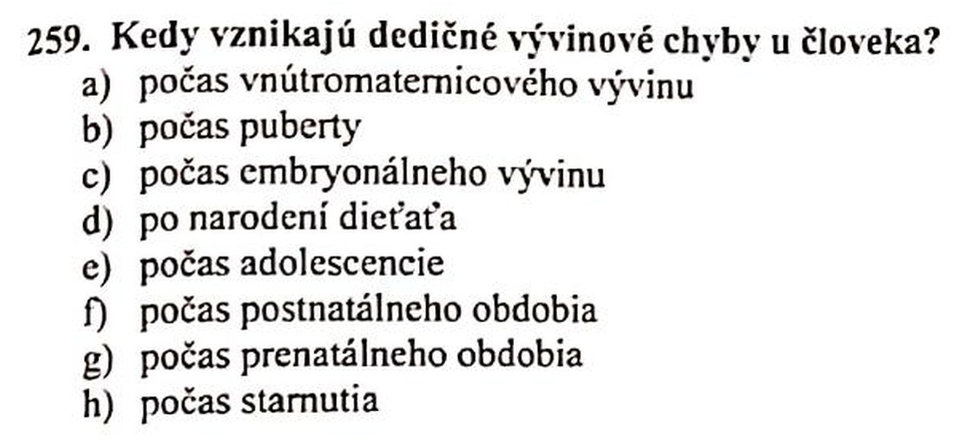 259. Kedy vznikajú dedičné vývinové chyby u človeka?
a) počas vnútromaternicového vývinu
b) počas puberty
c) počas embryonálneho vývinu
d) po narodení dieťaťa
e) počas adolescencie
f) počas postnatálneho obdobia
g) počas prenatálneho obdobia
h) počas starnutia